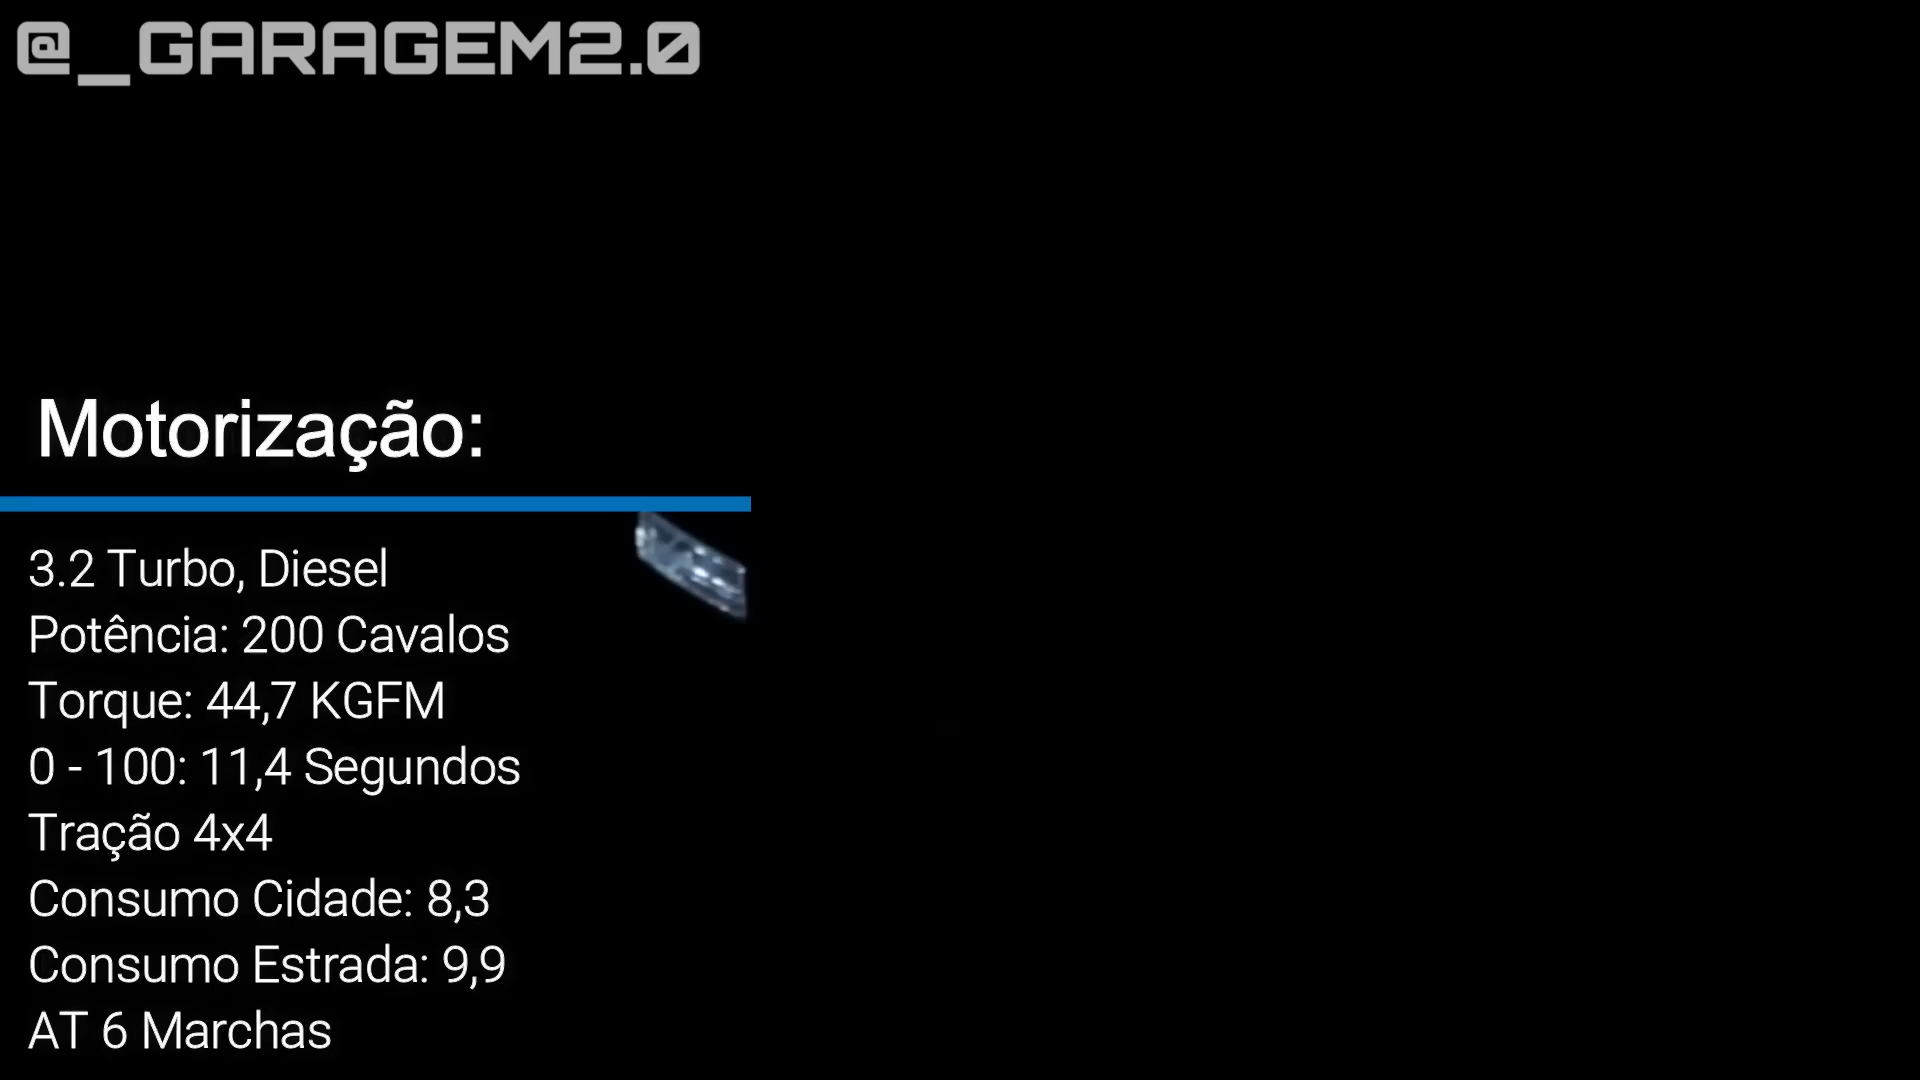 @_GARAGEM2.0
Motorização:
3.2 Turbo, Diesel
Potência: 200 Cavalos
Torque: 44,7 KGFM
0 - 100: 11,4 Segundos
Tração 4x4
Consumo Cidade: 8,3
Consumo Estrada: 9,9
AT 6 Marchas